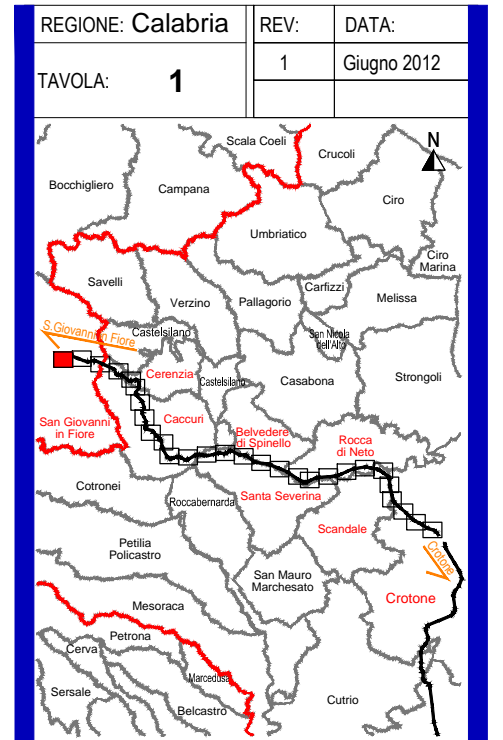 REGIONE: Calabria
REV:
DATA:
TAVOLA: 1
1
Giugno 2012
N
Scala Coeli
Crucoli
Bocchigliero
Campana
Ciro
Umbriatico
Ciro
Marina
Savelli
Carfizzi
Verzino
Pallagorio
Melissa
S.Giovanni in Fiore
Castelsilano
San Nicola
dell'Alto
Cerenzia
Castelsilano
Casabona
Strongoli
San Giovanni
in Fiore
Caccuri
Belvedere
di Spinello
Rocca
di Neto
Cotronei
Roccabernarda
Santa Severina
Scandale
Petilia
Policastro
Crotone
San Mauro
Marchesato
Mesoraca
Crotone
Petrona
Cerva
Marcedusa
Sersale
Belcastro
Cutrio